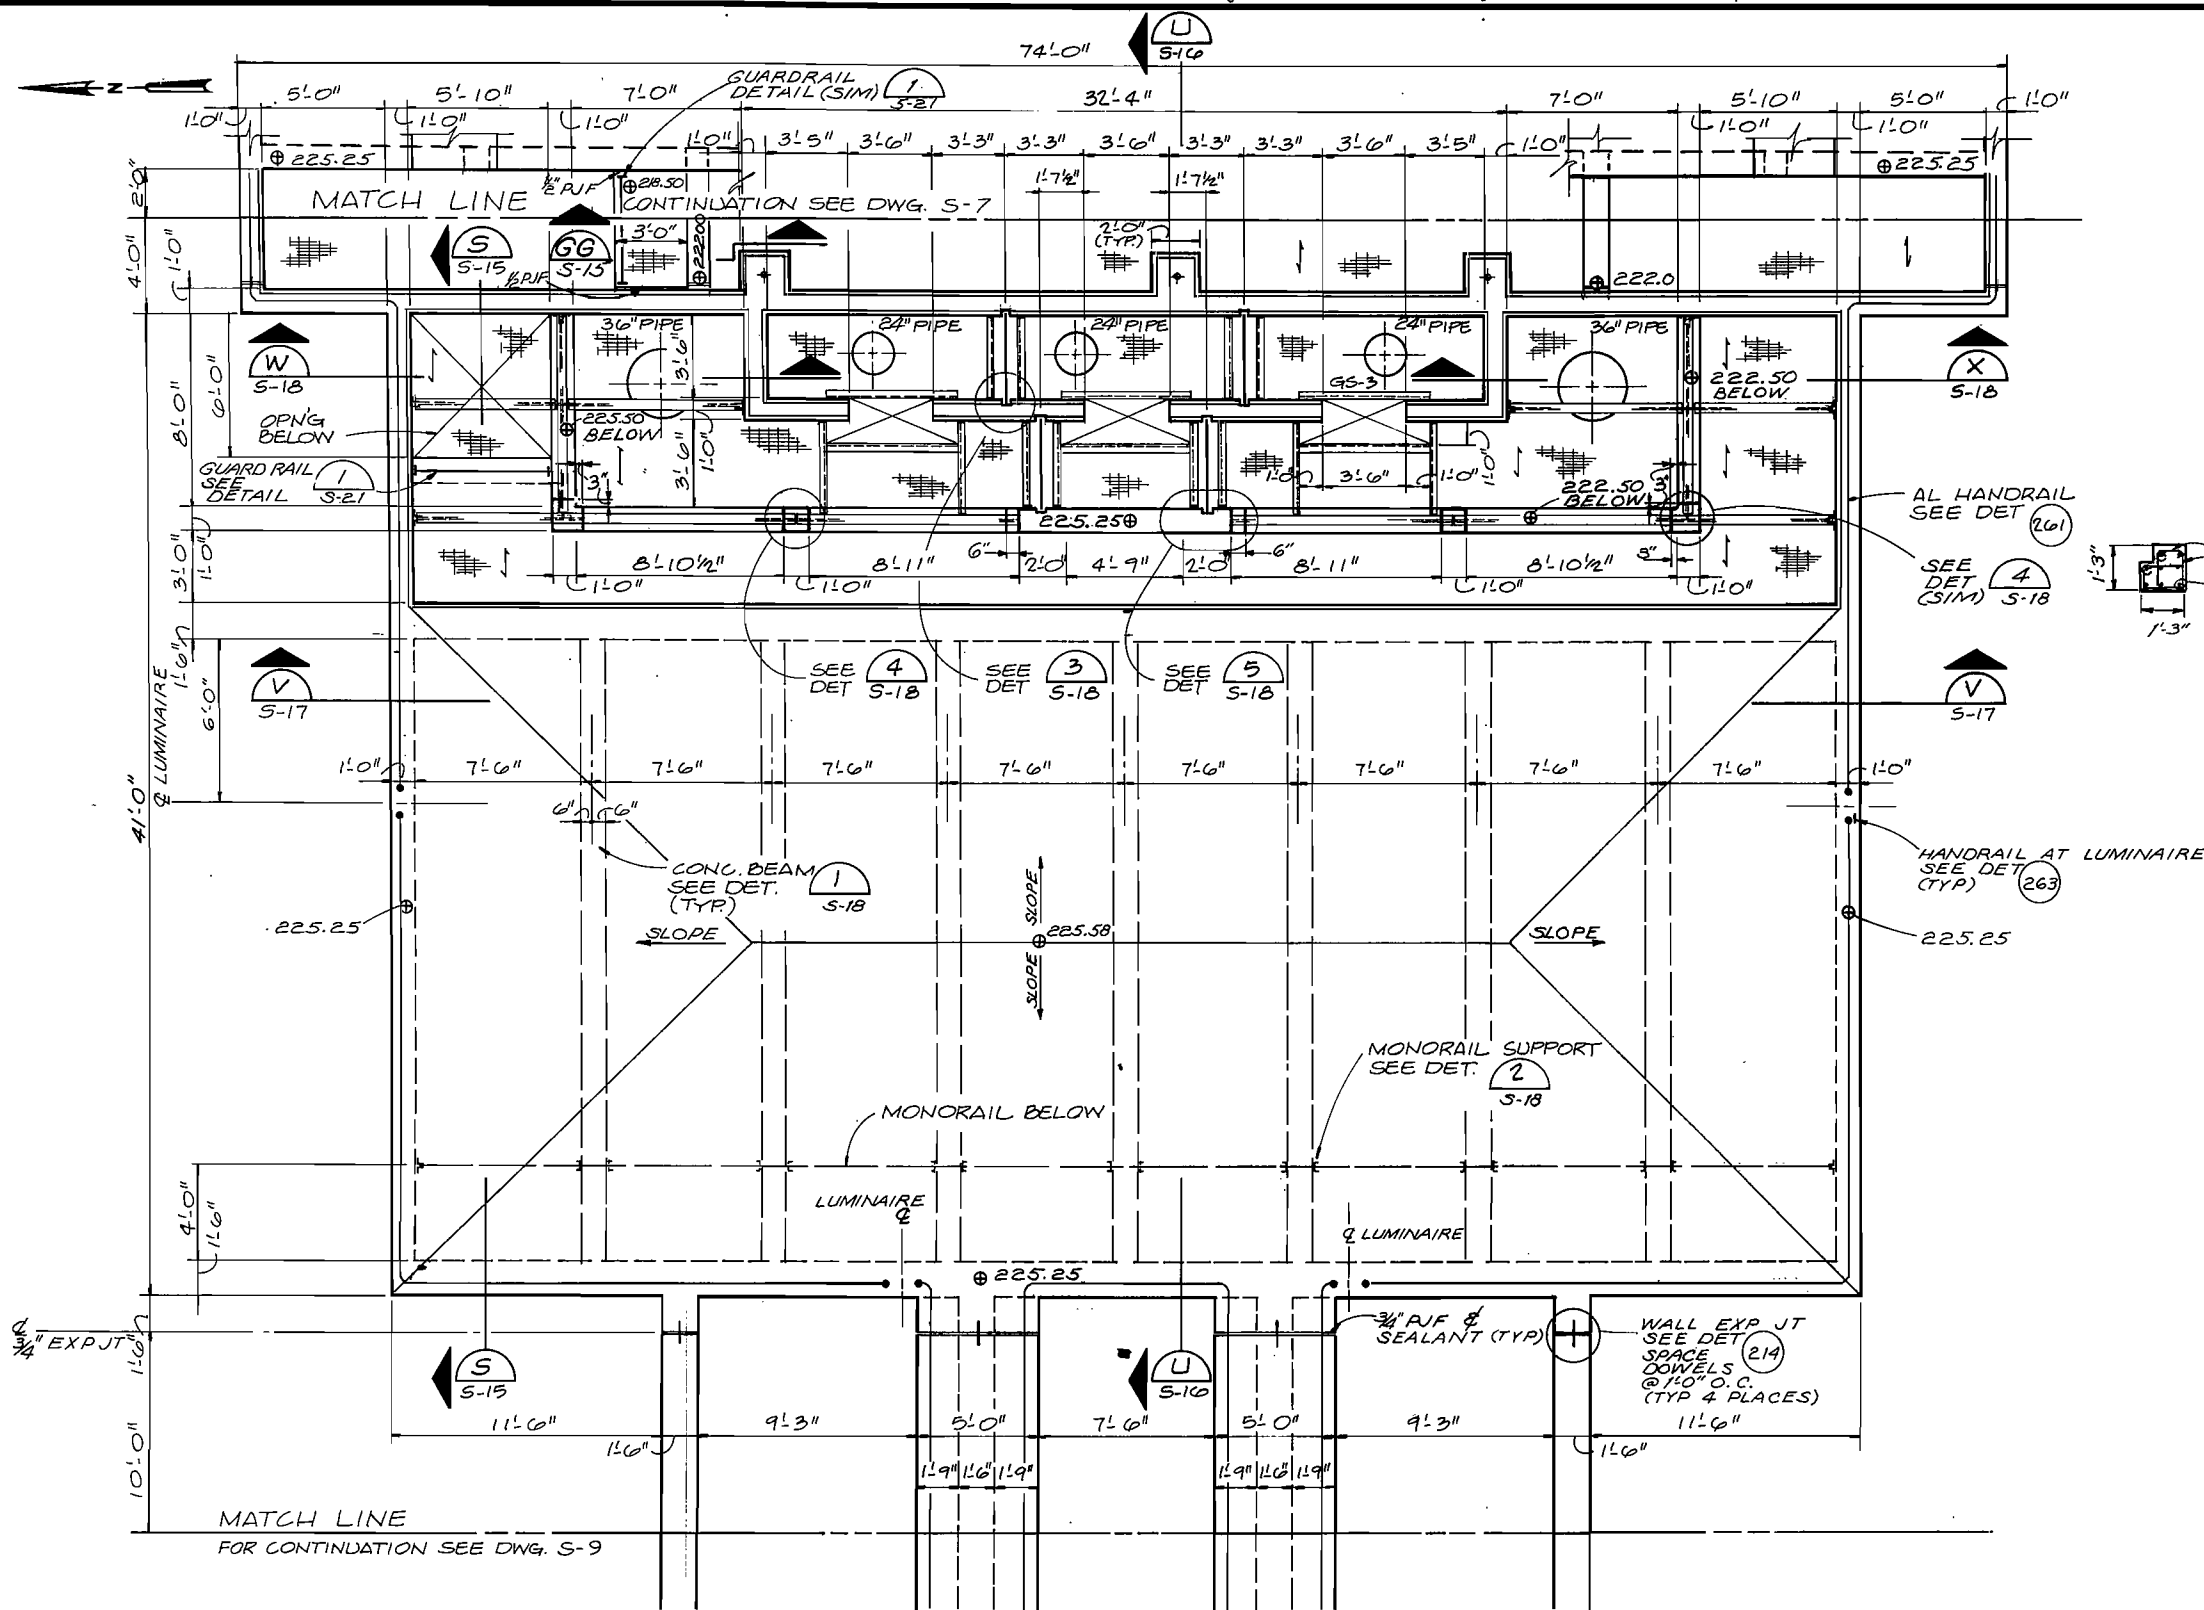 U
S-16
74'-0"
N
GUARDRAIL
DETAIL (SIM)
1
S-21
5'-0"
5'-10"
7'-0"
32'-4"
7'-0"
5'-10"
5'-0"
1'-0"
1'-0"
1'-0"
1'-0"
1'-0"
1'-0"
1'-0"
1'-0"
3'-5"
3'-6"
3'-3"
3'-3"
3'-6"
3'-3"
3'-3"
3'-6"
3'-5"
225.25
225.25
2'-0"
1/2" PJF
218.50
1'-7 1/2"
1'-7 1/2"
MATCH LINE
CONTINUATION SEE DWG. S-7
4'-0"
1'-0"
S
S-15
GG
S-15
3'-0"
222.00
2'-0"
(TYP.)
1/2 PJF
222.0
36" PIPE
24" PIPE
24" PIPE
24" PIPE
36" PIPE
W
S-18
X
S-18
8'-0"
6'-0"
3'-6"
GS-3
222.50
BELOW
OPN'G
BELOW
225.50
BELOW
3'-6"
1'-0"
GUARD RAIL
SEE
DETAIL
1
S-21
3"
1'-0"
3'-6"
1'-0"
1'-0"
222.50
BELOW
3"
AL HANDRAIL
SEE DET
261
225.25
3'-0"
1'-0"
8'-10 1/2"
1'-0"
8'-11"
6"
2'-0"
4'-9"
2'-0"
6"
8'-11"
1'-0"
8'-10 1/2"
3"
1'-0"
SEE
DET
(SIM)
4
S-18
1'-3"
1'-3"
1'-6"
6'-0"
SEE
DET
4
S-18
SEE
DET
3
S-18
SEE
DET
5
S-18
V
S-17
V
S-17
℄ LUMINAIRE
41'-0"
1'-0"
7'-6"
7'-6"
7'-6"
7'-6"
7'-6"
7'-6"
7'-6"
7'-6"
1'-0"
6"
6"
CONC. BEAM
SEE DET.
(TYP.)
1
S-18
HANDRAIL AT LUMINAIRE
SEE DET
(TYP)
263
225.25
SLOPE
SLOPE
225.58
SLOPE
SLOPE
225.25
MONORAIL SUPPORT
SEE DET.
2
S-18
MONORAIL BELOW
4'-0"
1'-6"
LUMINAIRE
℄
℄ LUMINAIRE
225.25
℄
3/4" EXP JT
1'-6"
3/4" PJF &
SEALANT (TYP)
WALL EXP JT
SEE DET
214
SPACE
DOWELS
@ 1'-0" O.C.
(TYP 4 PLACES)
S
S-15
U
S-16
11'-6"
1'-6"
9'-3"
5'-0"
7'-6"
5'-0"
9'-3"
1'-6"
11'-6"
10'-0"
1'-9"
1'-6"
1'-9"
1'-9"
1'-6"
1'-9"
MATCH LINE
FOR CONTINUATION SEE DWG. S-9